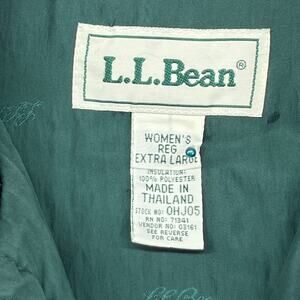 L.L.Bean®
WOMEN'S
REG
EXTRA LARGE
INSULATION:
100% POLYESTER
MADE IN
THAILAND
STOCK NO: OHJ05
RN NO: 71341
VENDOR NO: 03161
SEE REVERSE
FOR CARE